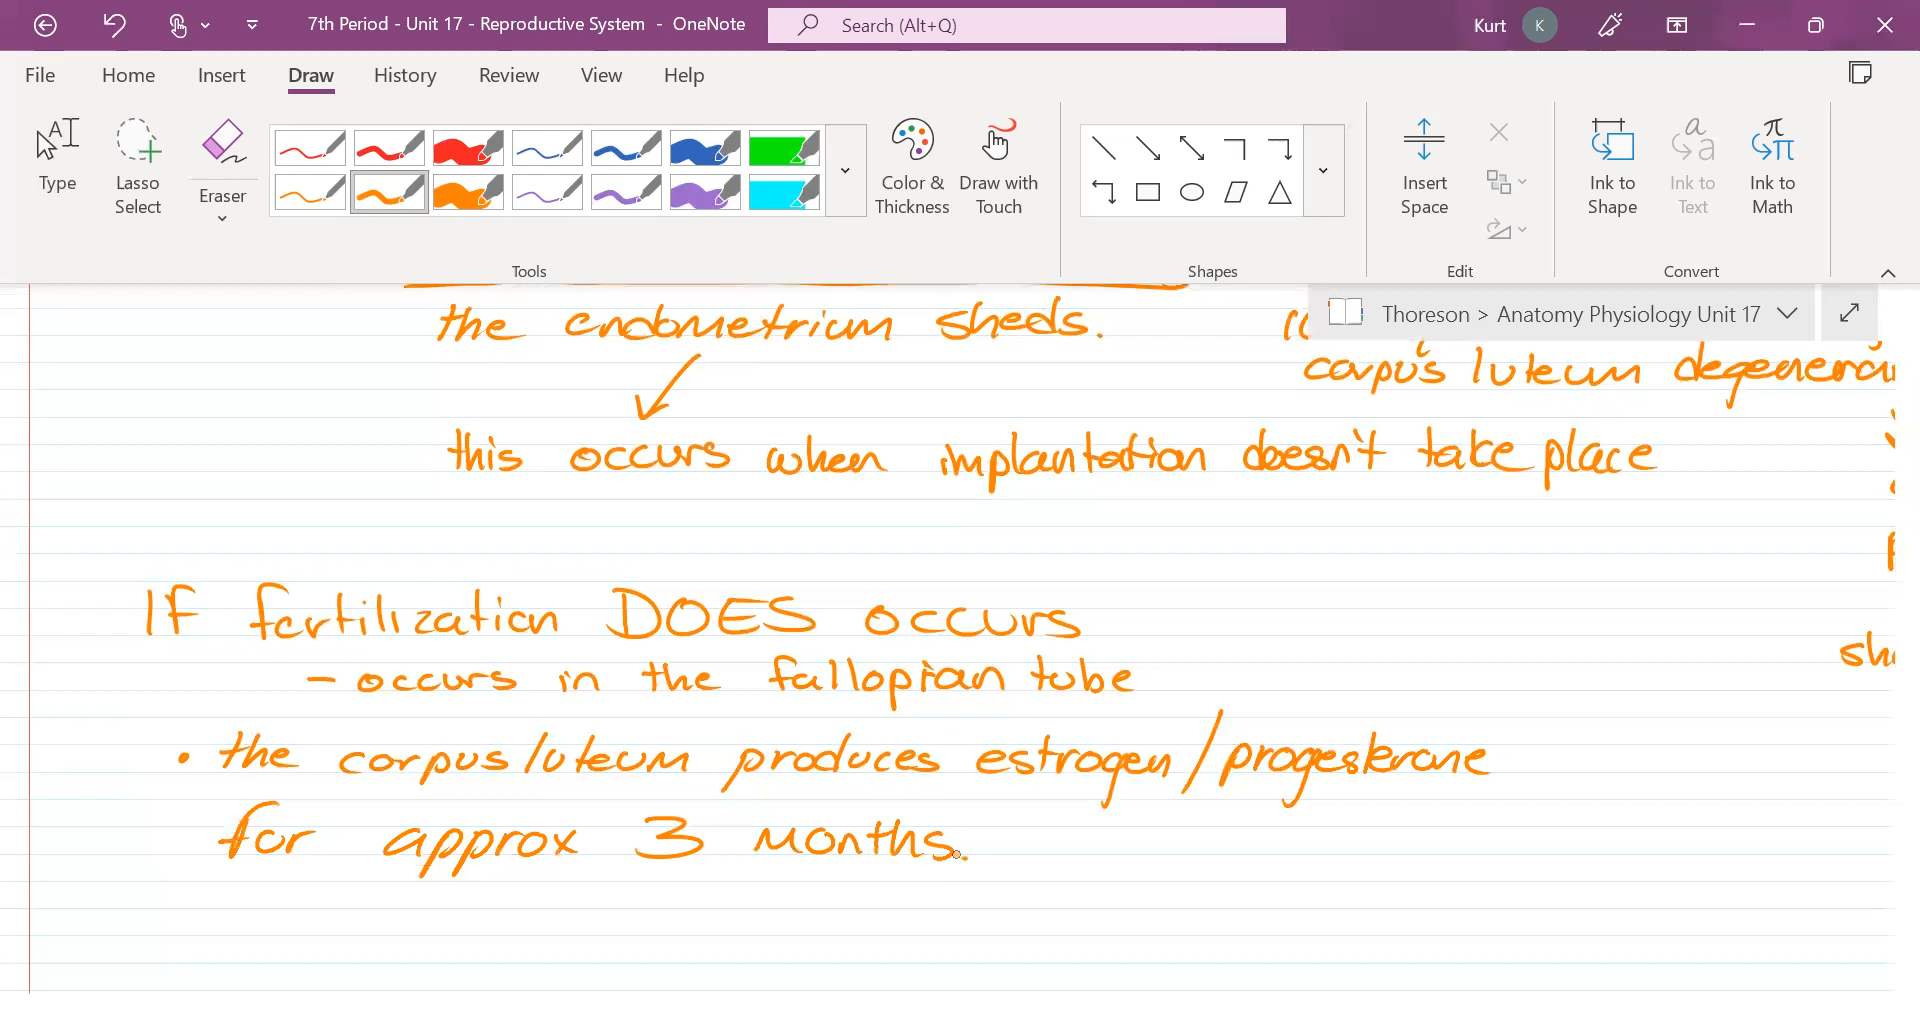 7th Period - Unit 17 - Reproductive System - OneNote
Search (Alt+Q)
Kurt
K
File Home Insert Draw History Review View Help
Type
Lasso Select
Eraser
Color & Thickness
Draw with Touch
Insert Space
Ink to Shape
Ink to Text
Ink to Math
Tools
Shapes
Edit
Convert
Thoreson > Anatomy Physiology Unit 17
the endometrium sheds.
corpus luteum
this occurs when implantation doesn't take place
If fertilization DOES occurs
- occurs in the fallopian tube
• the corpus luteum produces estrogen/progesterone
for approx 3 months.